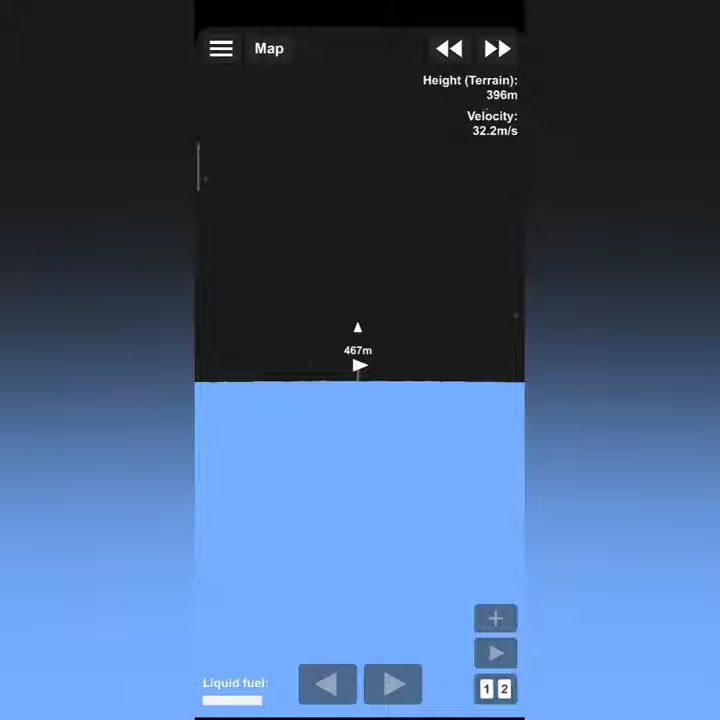 Map
Height (Terrain):
396m
Velocity:
32.2m/s
467m
Liquid fuel:
1 2